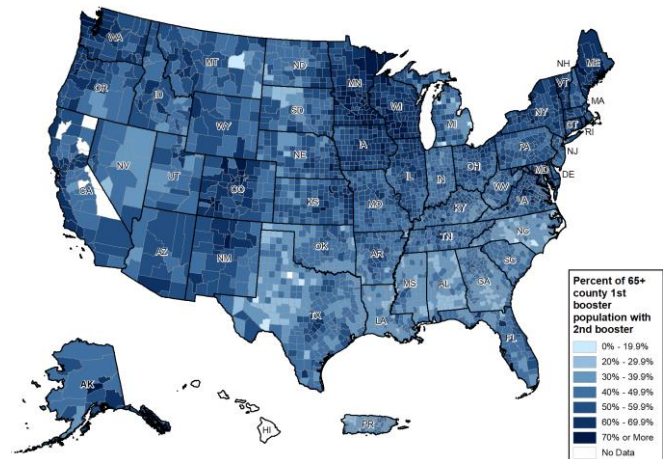 WA
MT
ND
MN
ME
NH
VT
OR
ID
SD
WI
MI
NY
MA
CT
RI
WY
IA
PA
NJ
NE
NV
UT
CO
IL
IN
OH
MD
DE
CA
KS
MO
WV
VA
KY
AZ
NM
OK
AR
TN
NC
SC
MS
AL
GA
TX
LA
FL
AK
HI
PR
Percent of 65+
county 1st
booster
population with
2nd booster
0% - 19.9%
20% - 29.9%
30% - 39.9%
40% - 49.9%
50% - 59.9%
60% - 69.9%
70% or More
No Data